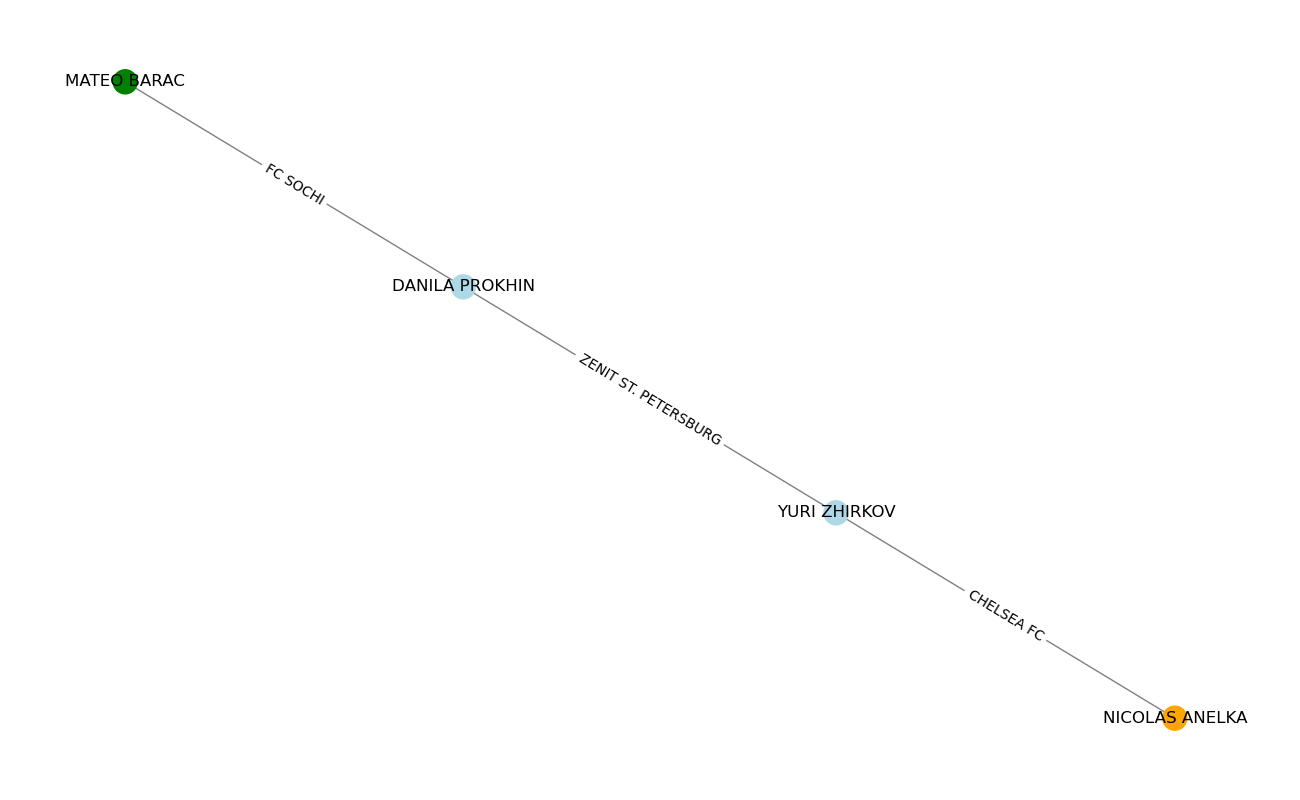 MATEO BARAC
FC SOCHI
DANILA PROKHIN
ZENIT ST. PETERSBURG
YURI ZHIRKOV
CHELSEA FC
NICOLAS ANELKA